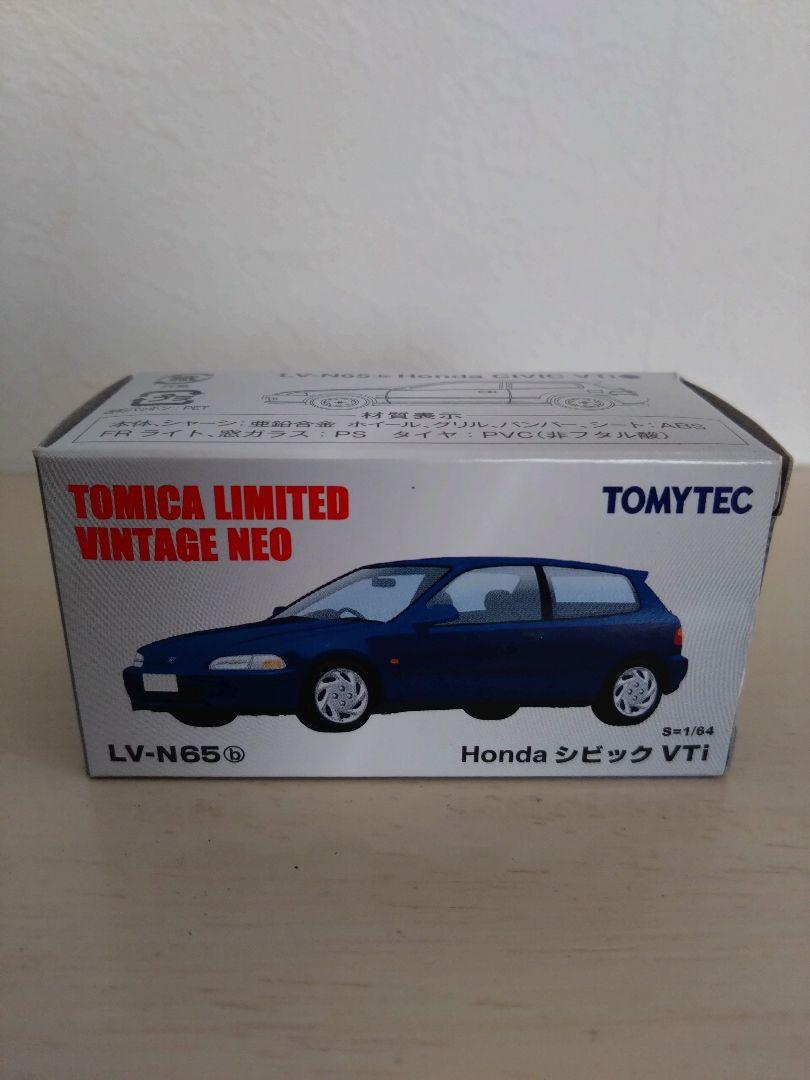 LV-N65ⓑ Honda CIVIC VTi
プラ
材質表示
本体、シャーシ:亜鉛合金 ホイール、グリル、バンパー、シート:ABS
FRライト、窓ガラス:PS タイヤ:PVC(非フタル酸)
TOMICA LIMITED
VINTAGE NEO
TOMYTEC
S=1/64
LV-N65ⓑ
Honda シビック VTi